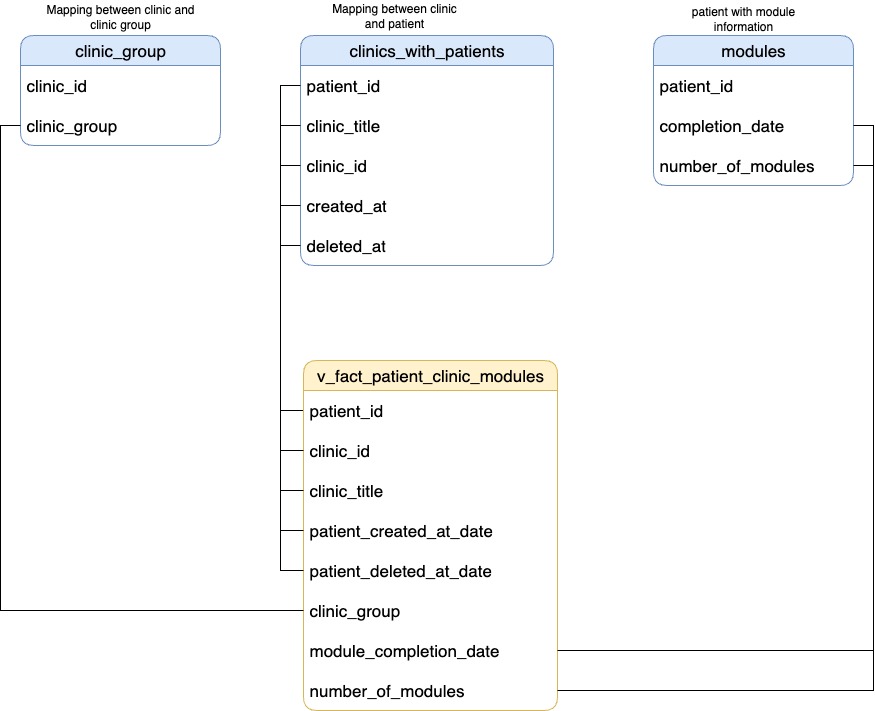 Mapping between clinic and
clinic group
clinic_group
clinic_id
clinic_group
Mapping between clinic
and patient
clinics_with_patients
patient_id
clinic_title
clinic_id
created_at
deleted_at
patient with module
information
modules
patient_id
completion_date
number_of_modules
v_fact_patient_clinic_modules
patient_id
clinic_id
clinic_title
patient_created_at_date
patient_deleted_at_date
clinic_group
module_completion_date
number_of_modules